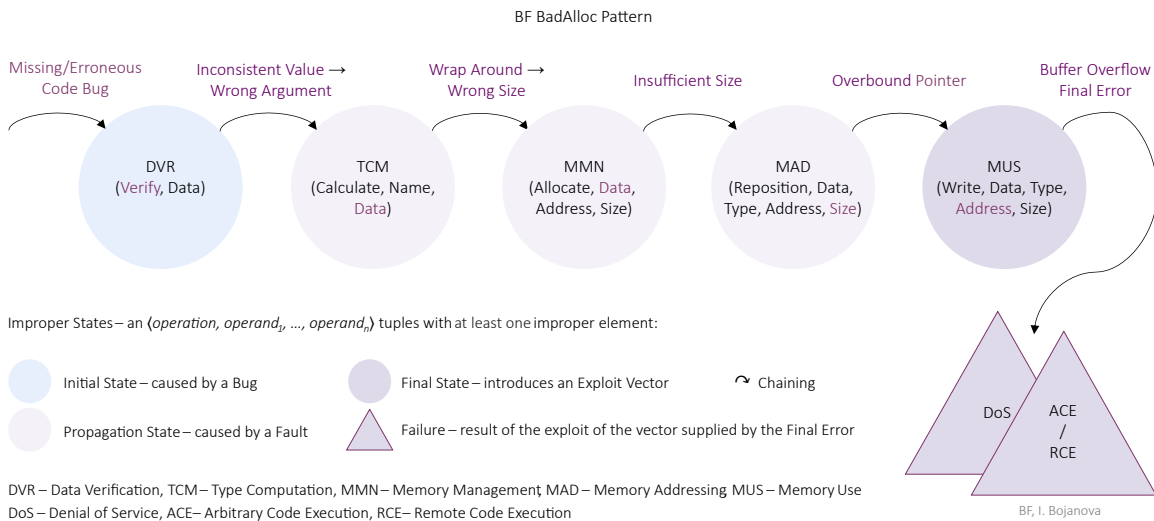 BF BadAlloc Pattern
Missing/Erroneous
Code Bug
Inconsistent Value →
Wrong Argument
Wrap Around →
Wrong Size
Insufficient Size
Overbound Pointer
Buffer Overflow
Final Error
DVR
(Verify, Data)
TCM
(Calculate, Name,
Data)
MMN
(Allocate, Data,
Address, Size)
MAD
(Reposition, Data,
Type, Address, Size)
MUS
(Write, Data, Type,
Address, Size)
Improper States – an ⟨operation, operand1, ..., operandn⟩ tuples with at least one improper element:
Initial State – caused by a Bug
Final State – introduces an Exploit Vector
Chaining
Propagation State – caused by a Fault
Failure – result of the exploit of the vector supplied by the Final Error
DoS
ACE
/
RCE
DVR – Data Verification, TCM – Type Computation, MMN – Memory Management, MAD – Memory Addressing, MUS – Memory Use
DoS – Denial of Service, ACE – Arbitrary Code Execution, RCE – Remote Code Execution
BF, I. Bojanova